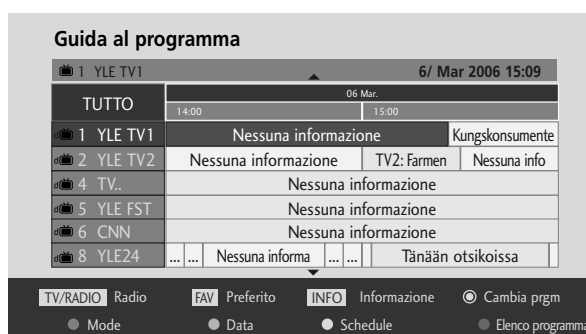 Guida al programma
1 YLE TV1 6/ Mar 2006 15:09
TUTTO 06 Mar.
14:00 15:00
1 YLE TV1 Nessuna informazione Kungskonsumente
2 YLE TV2 Nessuna informazione TV2: Farmen Nessuna info
4 TV.. Nessuna informazione
5 YLE FST Nessuna informazione
6 CNN Nessuna informazione
8 YLE24 ... ... Nessuna informa ... ... Tänään otsikoissa
TV/RADIO Radio FAV Preferito INFO Informazione Cambia prgm
Mode Data Schedule Elenco programma